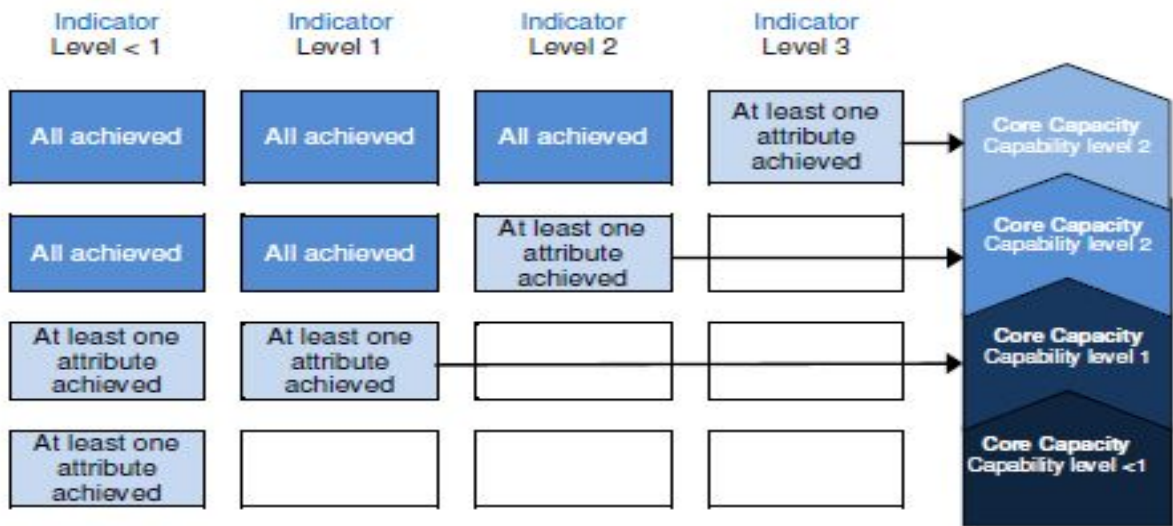 Indicator
Level < 1
Indicator
Level 1
Indicator
Level 2
Indicator
Level 3
All achieved
All achieved
All achieved
At least one
attribute
achieved
Core Capacity
Capability level 2
All achieved
All achieved
At least one
attribute
achieved
Core Capacity
Capability level 2
At least one
attribute
achieved
At least one
attribute
achieved
Core Capacity
Capability level 1
At least one
attribute
achieved
Core Capacity
Capability level <1